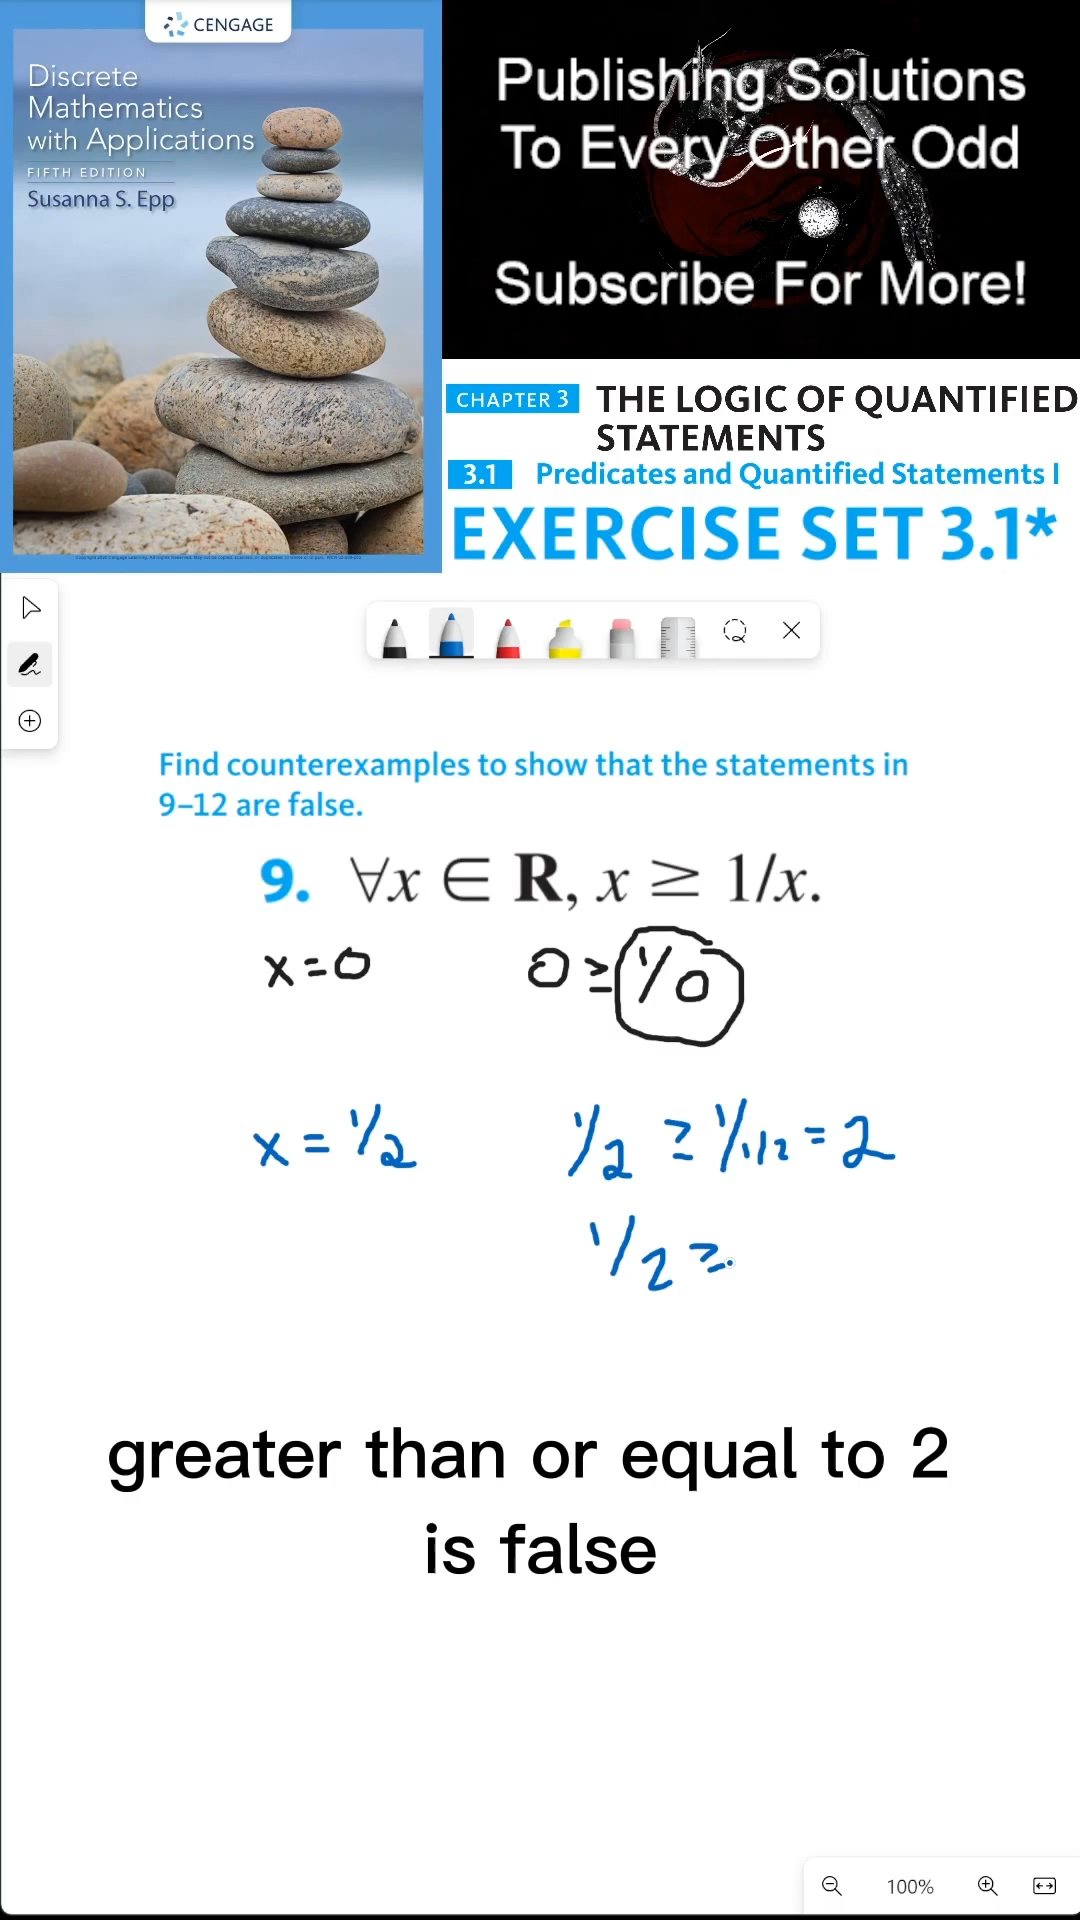 CENGAGE
Discrete
Mathematics
with Applications
FIFTH EDITION
Susanna S. Epp
Publishing Solutions
To Every Other Odd
Subscribe For More!
CHAPTER 3 THE LOGIC OF QUANTIFIED
STATEMENTS
3.1 Predicates and Quantified Statements I
EXERCISE SET 3.1*
Find counterexamples to show that the statements in
9–12 are false.
9. ∀x ∈ R, x ≥ 1/x.
x = 0 0 ≥ 1/0
x = 1/2 1/2 ≥ 1/1/2 = 2
1/2 ≥
greater than or equal to 2
is false
100%